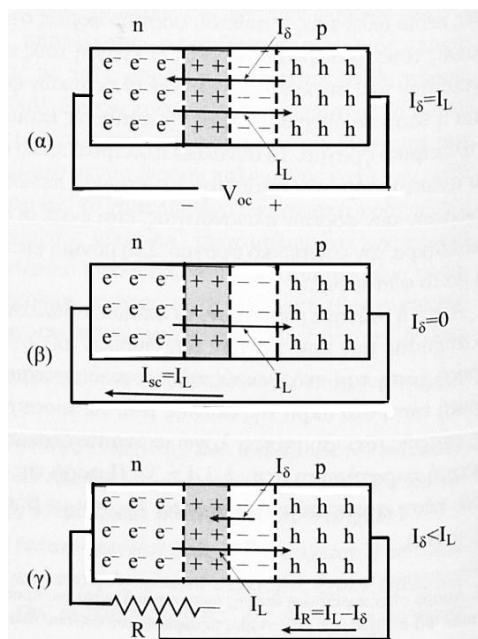 n I_δ p
e⁻ e⁻ e⁻ + + h h h
e⁻ e⁻ e⁻ + + h h h
e⁻ e⁻ e⁻ + + h h h
(α) I_δ=I_L
I_L
− V_oc +
n p
e⁻ e⁻ e⁻ + + h h h
e⁻ e⁻ e⁻ + + h h h
e⁻ e⁻ e⁻ + + h h h
(β) I_δ=0
I_sc=I_L I_L
n I_δ p
e⁻ e⁻ e⁻ + + h h h
e⁻ e⁻ e⁻ + + h h h
e⁻ e⁻ e⁻ + + h h h
(γ) I_δ<I_L
I_L I_R=I_L−I_δ
R